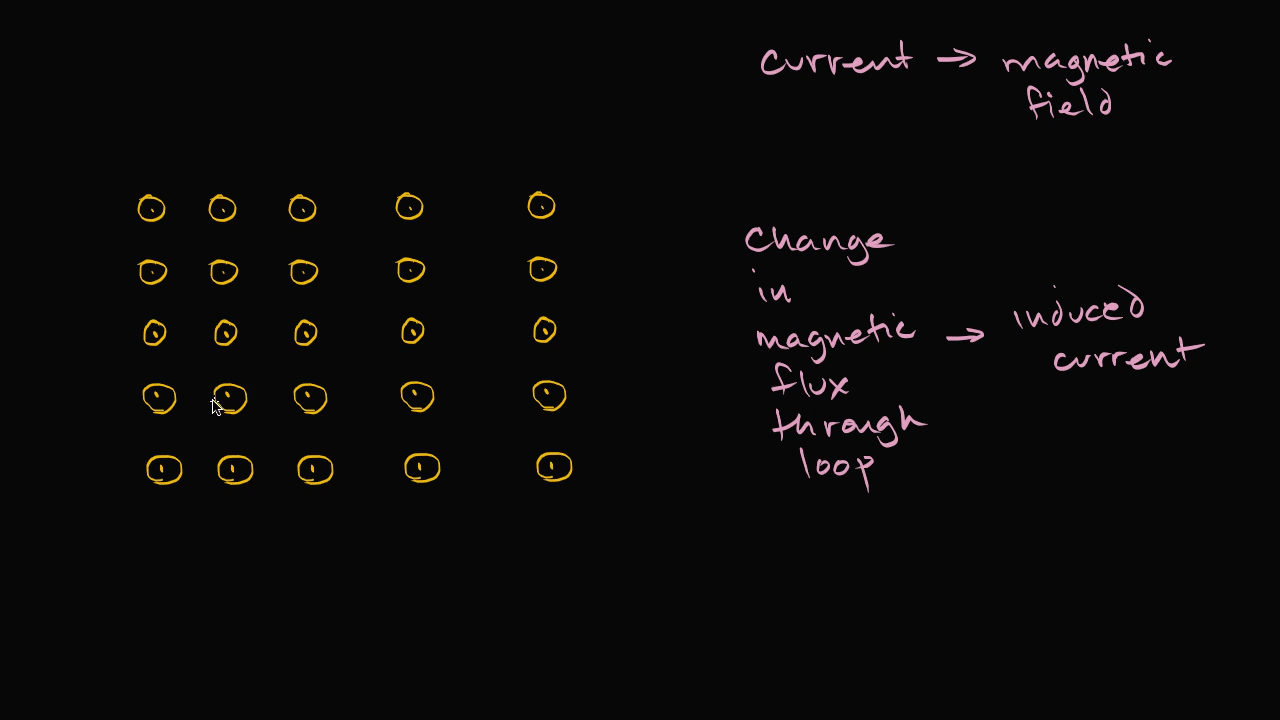 current → magnetic
field
Change
in
magnetic → induced
flux current
through
loop